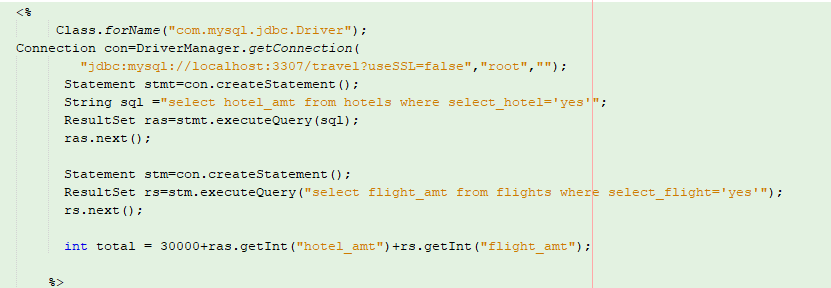 <%
Class.forName("com.mysql.jdbc.Driver");
Connection con=DriverManager.getConnection(
"jdbc:mysql://localhost:3307/travel?useSSL=false","root","");
Statement stmt=con.createStatement();
String sql ="select hotel_amt from hotels where select_hotel='yes'";
ResultSet ras=stmt.executeQuery(sql);
ras.next();
Statement stm=con.createStatement();
ResultSet rs=stm.executeQuery("select flight_amt from flights where select_flight='yes'");
rs.next();
int total = 30000+ras.getInt("hotel_amt")+rs.getInt("flight_amt");
%>